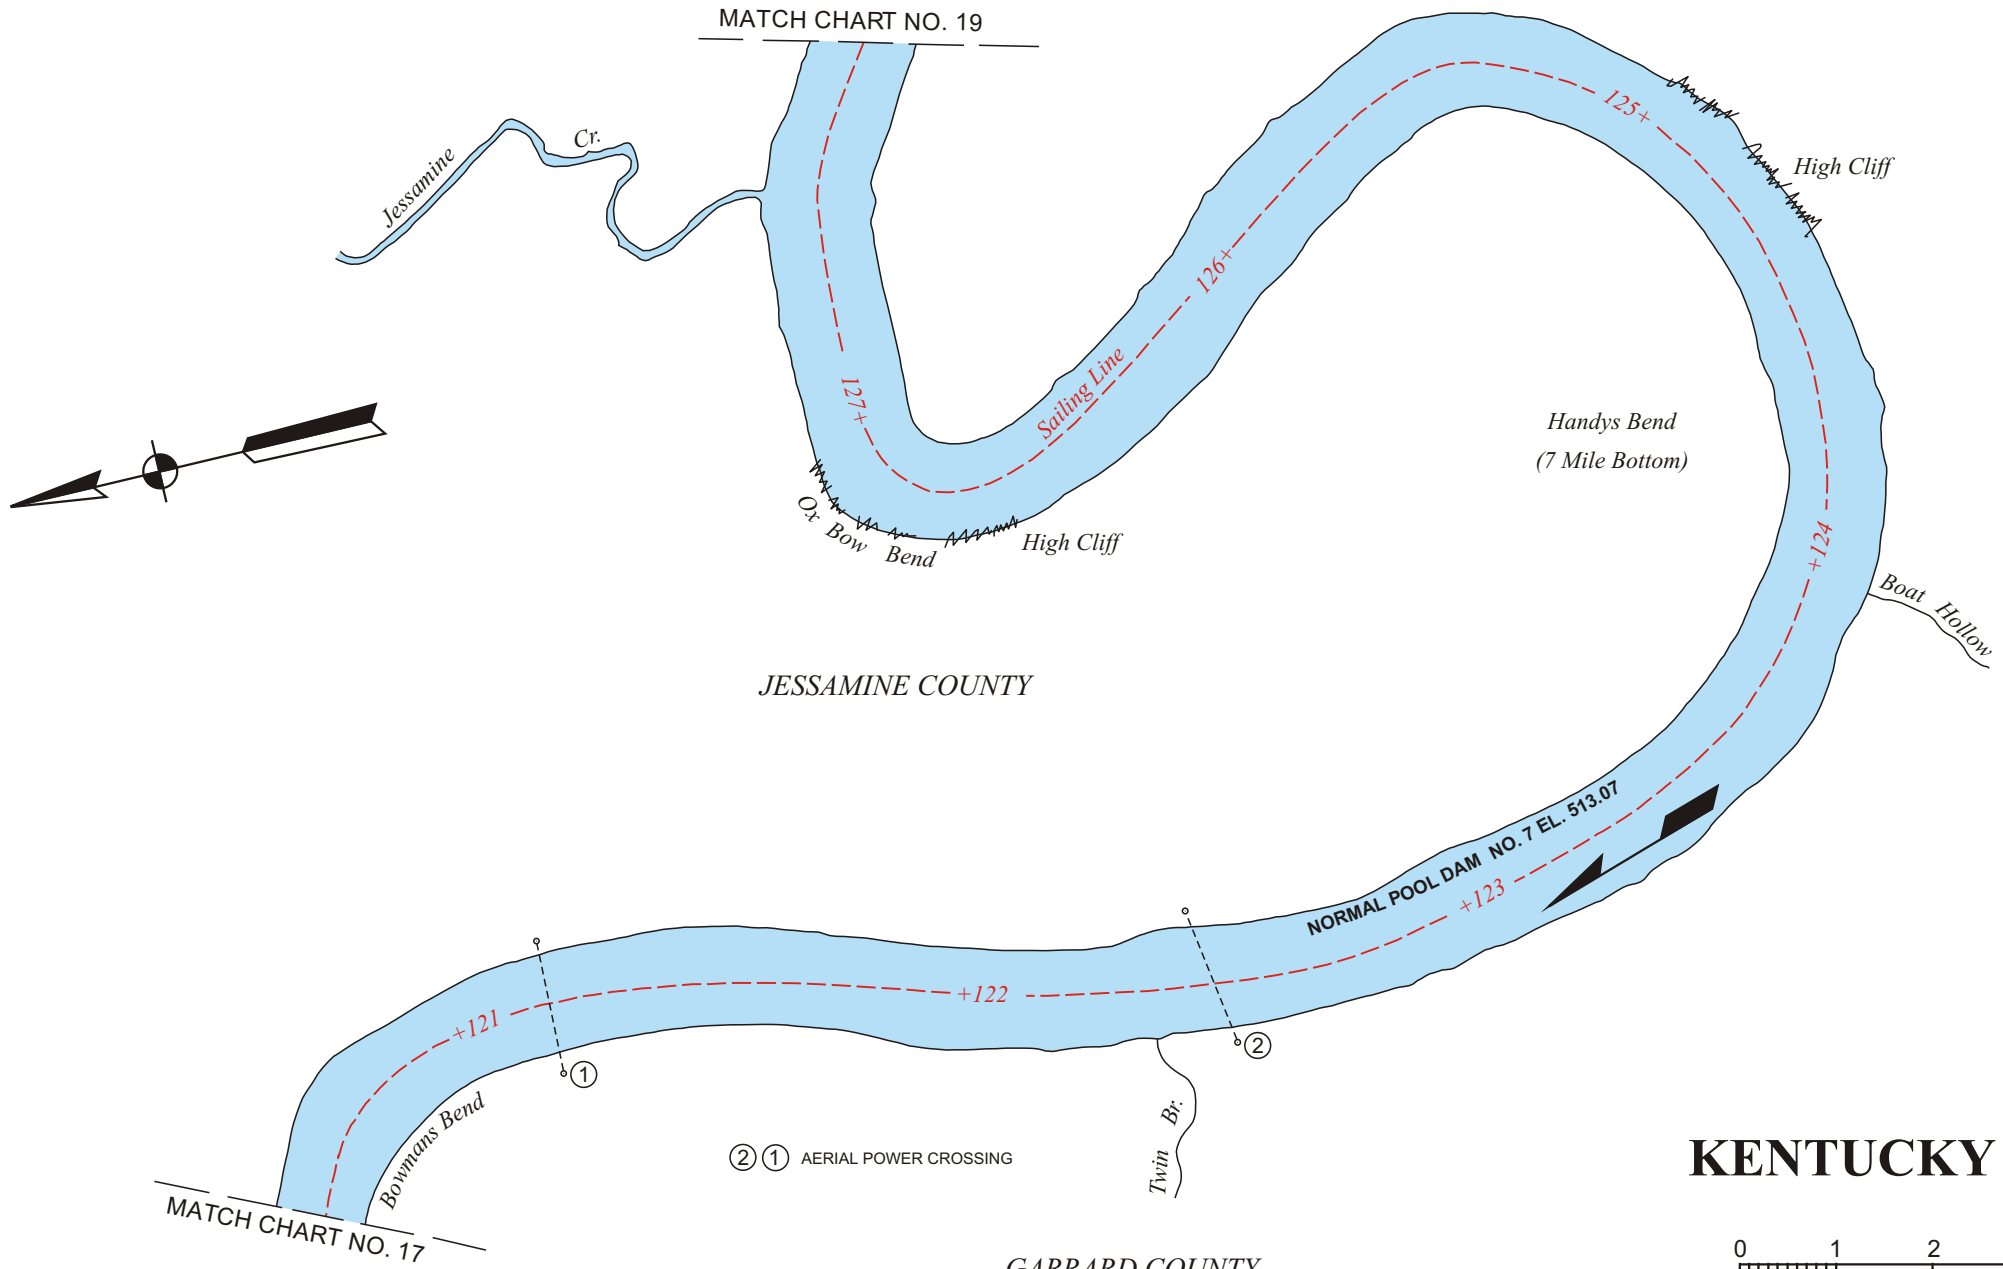 MATCH CHART NO. 19
Jessamine
Cr.
125+
High Cliff
126+
Sailing Line
127+
Ox Bow Bend
High Cliff
Handys Bend
(7 Mile Bottom)
+124
Boat Hollow
JESSAMINE COUNTY
NORMAL POOL DAM NO. 7 EL. 513.07
+123
+122
+121
1
2
Bowmans Bend
2 1 AERIAL POWER CROSSING
Twin Br.
KENTUCKY
MATCH CHART NO. 17
GARRARD COUNTY
0 1 2